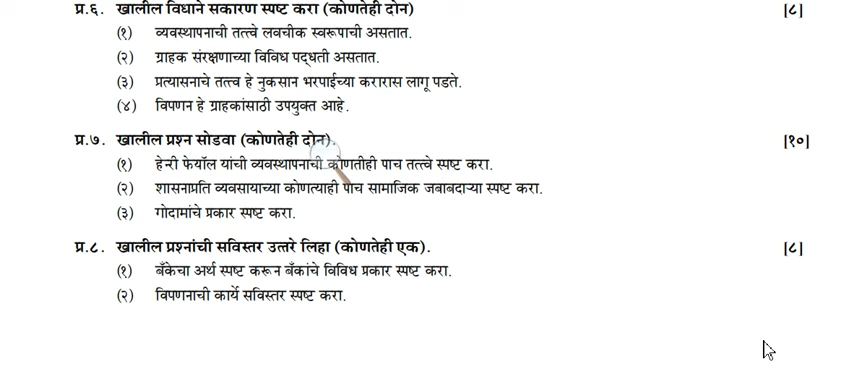 प्र.६. खालील विधाने सकारण स्पष्ट करा (कोणतेही दोन) [८]
(१) व्यवस्थापनाची तत्त्वे लवचीक स्वरूपाची असतात.
(२) ग्राहक संरक्षणाच्या विविध पद्धती असतात.
(३) प्रत्यासनाचे तत्त्व हे नुकसान भरपाईच्या करारास लागू पडते.
(४) विपणन हे ग्राहकांसाठी उपयुक्त आहे.
प्र.७. खालील प्रश्न सोडवा (कोणतेही दोन). [१०]
(१) हेन्री फेयॉल यांची व्यवस्थापनाची कोणतीही पाच तत्त्वे स्पष्ट करा.
(२) शासनाप्रति व्यवसायाच्या कोणत्याही पाच सामाजिक जबाबदाऱ्या स्पष्ट करा.
(३) गोदामांचे प्रकार स्पष्ट करा.
प्र.८. खालील प्रश्नांची सविस्तर उत्तरे लिहा (कोणतेही एक). [८]
(१) बँकेचा अर्थ स्पष्ट करून बँकांचे विविध प्रकार स्पष्ट करा.
(२) विपणनाची कार्ये सविस्तर स्पष्ट करा.